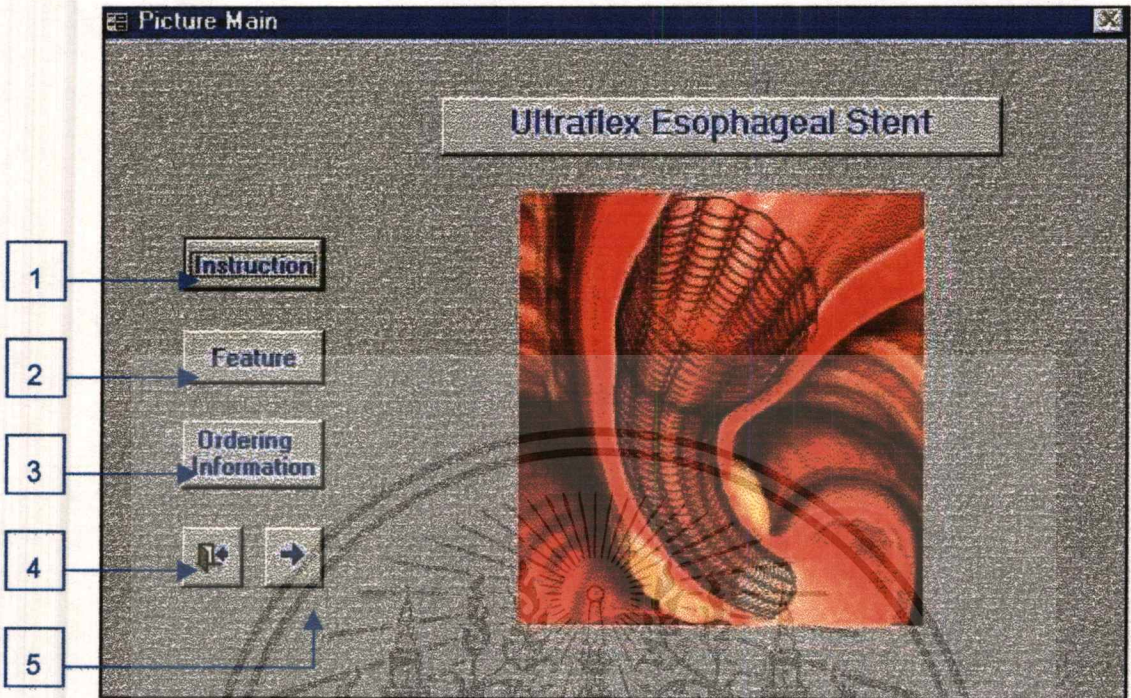 Picture Main
Ultraflex Esophageal Stent
1
Instruction
2
Feature
3
Ordering
Information
4
5